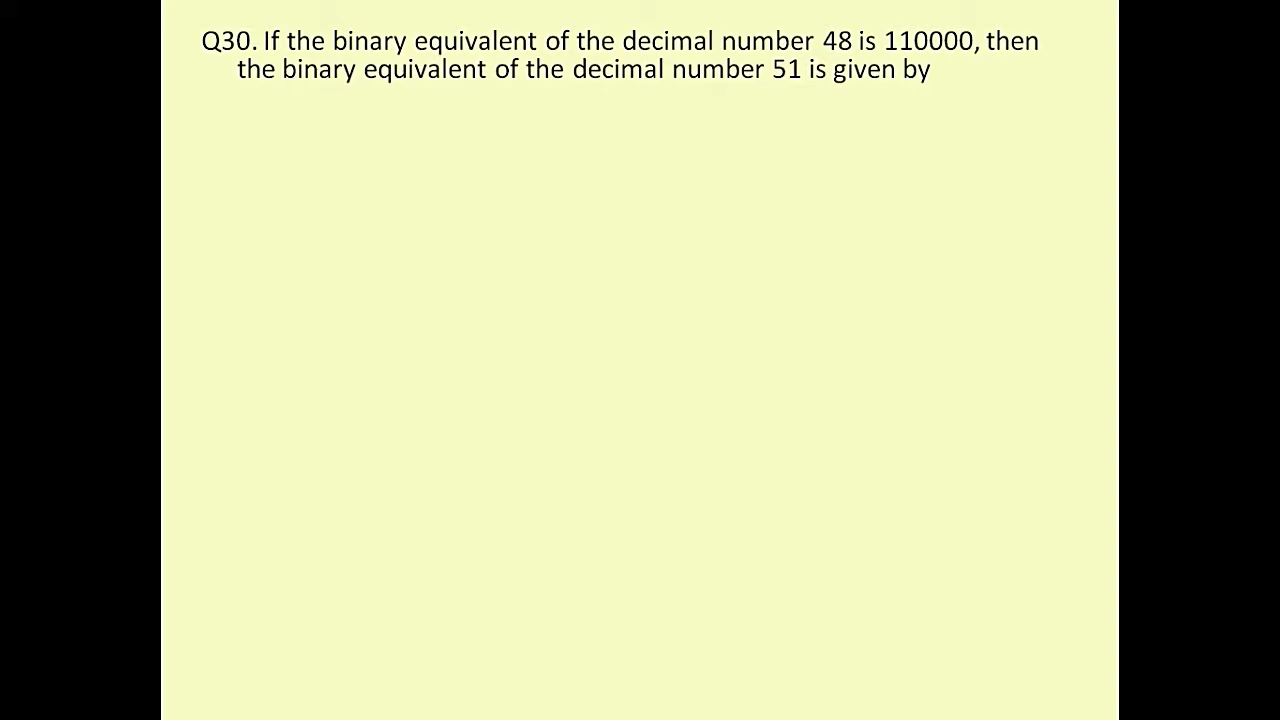 Q30. If the binary equivalent of the decimal number 48 is 110000, then
the binary equivalent of the decimal number 51 is given by